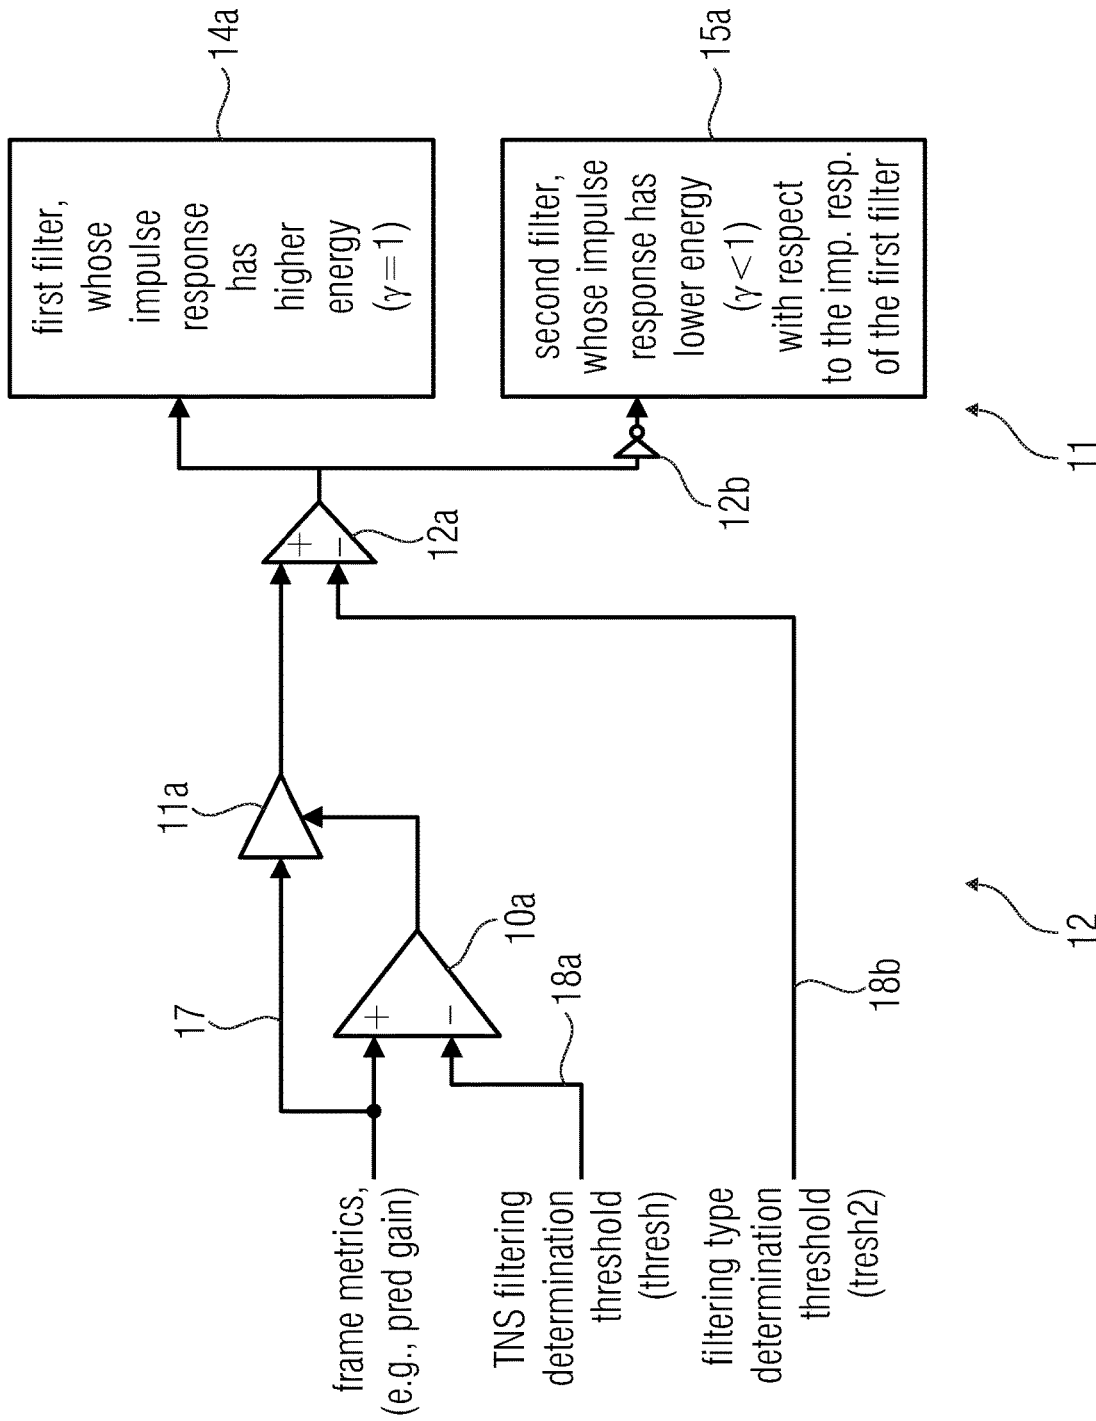 frame metrics,
(e.g., pred gain)
TNS filtering
determination
threshold
(thresh)
filtering type
determination
threshold
(tresh2)
17
18a
18b
+
−
10a
11a
+
−
12a
12b
first filter,
whose
impulse
response
has
higher
energy
(γ=1)
14a
second filter,
whose impulse
response has
lower energy
(γ<1)
with respect
to the imp. resp.
of the first filter
15a
12
11